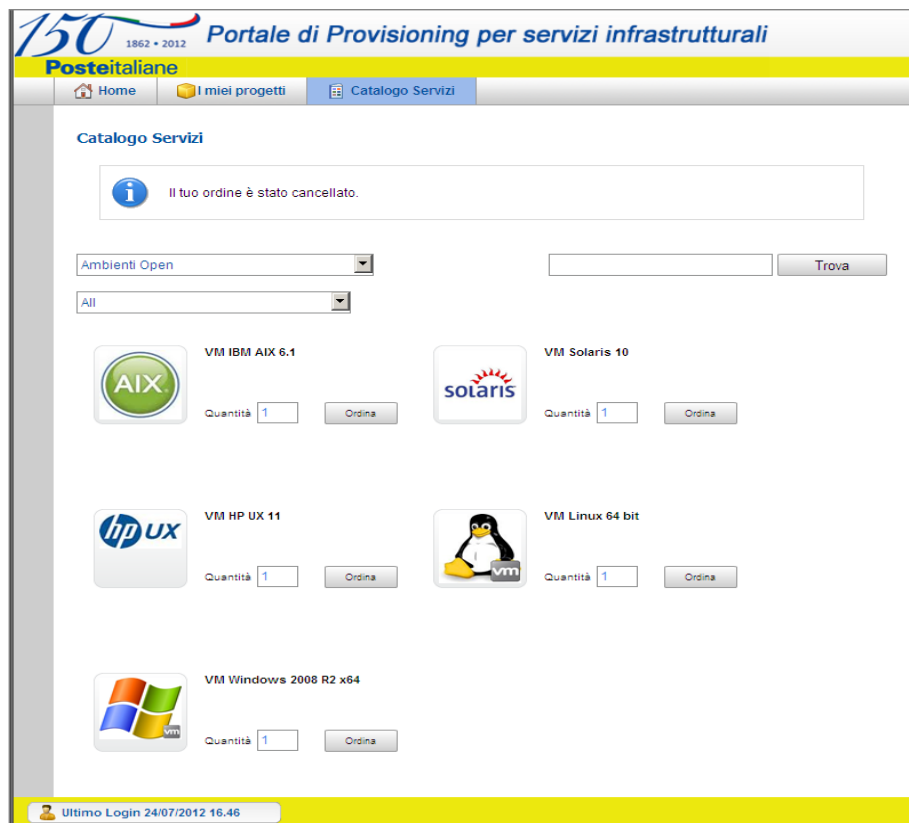 150 1862 • 2012 Portale di Provisioning per servizi infrastrutturali
Posteitaliane
Home I miei progetti Catalogo Servizi
Catalogo Servizi
i Il tuo ordine è stato cancellato.
Ambienti Open Trova
All
VM IBM AIX 6.1 VM Solaris 10
AIX solaris
Quantità 1 Ordina Quantità 1 Ordina
VM HP UX 11 VM Linux 64 bit
hp UX
vm
Quantità 1 Ordina Quantità 1 Ordina
VM Windows 2008 R2 x64
vm
Quantità 1 Ordina
Ultimo Login 24/07/2012 16.46